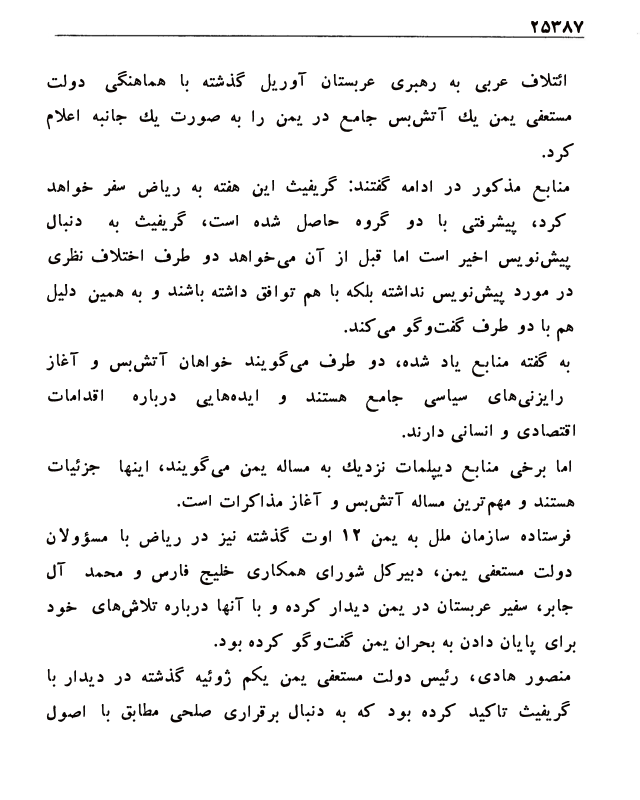 ۲۵۳۸۷
ائتلاف عربی به رهبری عربستان آوریل گذشته با هماهنگی دولت
مستعفی یمن یك آتش‌بس جامع در یمن را به صورت یك جانبه اعلام
کرد.
منابع مذکور در ادامه گفتند: گریفیث این هفته به ریاض سفر خواهد
کرد، پیشرفتی با دو گروه حاصل شده است، گریفیث به دنبال
پیش‌نویس اخیر است اما قبل از آن می‌خواهد دو طرف اختلاف نظری
در مورد پیش‌نویس نداشته بلکه با هم توافق داشته باشند و به همین دلیل
هم با دو طرف گفت‌وگو می‌کند.
به گفته منابع یاد شده، دو طرف می‌گویند خواهان آتش‌بس و آغاز
رایزنی‌های سیاسی جامع هستند و ایده‌هایی درباره اقدامات
اقتصادی و انسانی دارند.
اما برخی منابع دیپلمات نزدیك به مساله یمن می‌گویند، اینها جزئیات
هستند و مهم‌ترین مساله آتش‌بس و آغاز مذاکرات است.
فرستاده سازمان ملل به یمن ۱۲ اوت گذشته نیز در ریاض با مسؤولان
دولت مستعفی یمن، دبیرکل شورای همکاری خلیج فارس و محمد آل
جابر، سفیر عربستان در یمن دیدار کرده و با آنها درباره تلاش‌های خود
برای پایان دادن به بحران یمن گفت‌وگو کرده بود.
منصور هادی، رئیس دولت مستعفی یمن یکم ژوئیه گذشته در دیدار با
گریفیث تاکید کرده بود که به دنبال برقراری صلحی مطابق با اصول